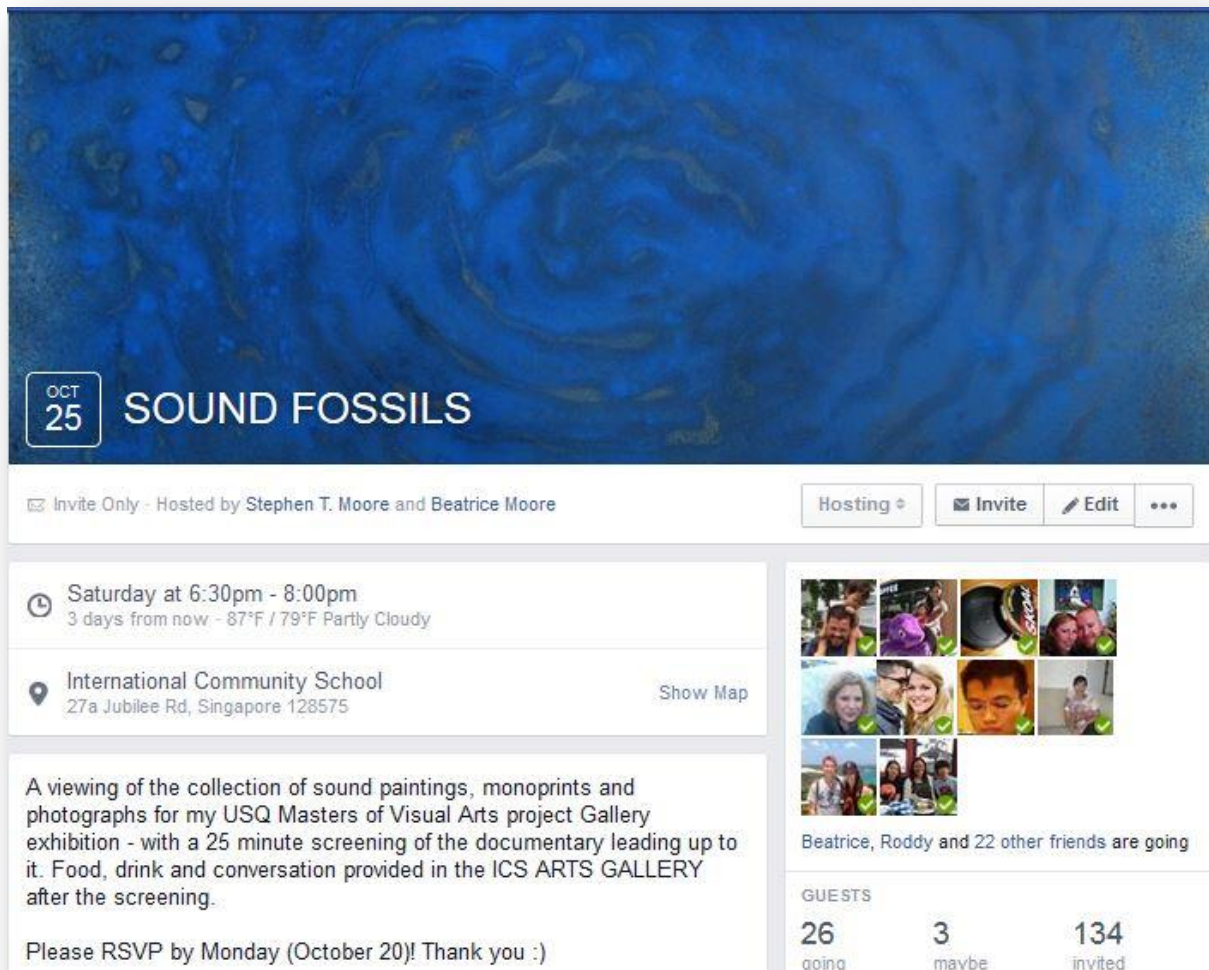 OCT
25
SOUND FOSSILS
Invite Only · Hosted by Stephen T. Moore and Beatrice Moore
Hosting
Invite
Edit
Saturday at 6:30pm - 8:00pm
3 days from now · 87°F / 79°F Partly Cloudy
International Community School
27a Jubilee Rd, Singapore 128575
Show Map
A viewing of the collection of sound paintings, monoprints and
photographs for my USQ Masters of Visual Arts project Gallery
exhibition - with a 25 minute screening of the documentary leading up to
it. Food, drink and conversation provided in the ICS ARTS GALLERY
after the screening.
Please RSVP by Monday (October 20)! Thank you :)
SKOAL
Beatrice, Roddy and 22 other friends are going
GUESTS
26 3 134
going maybe invited